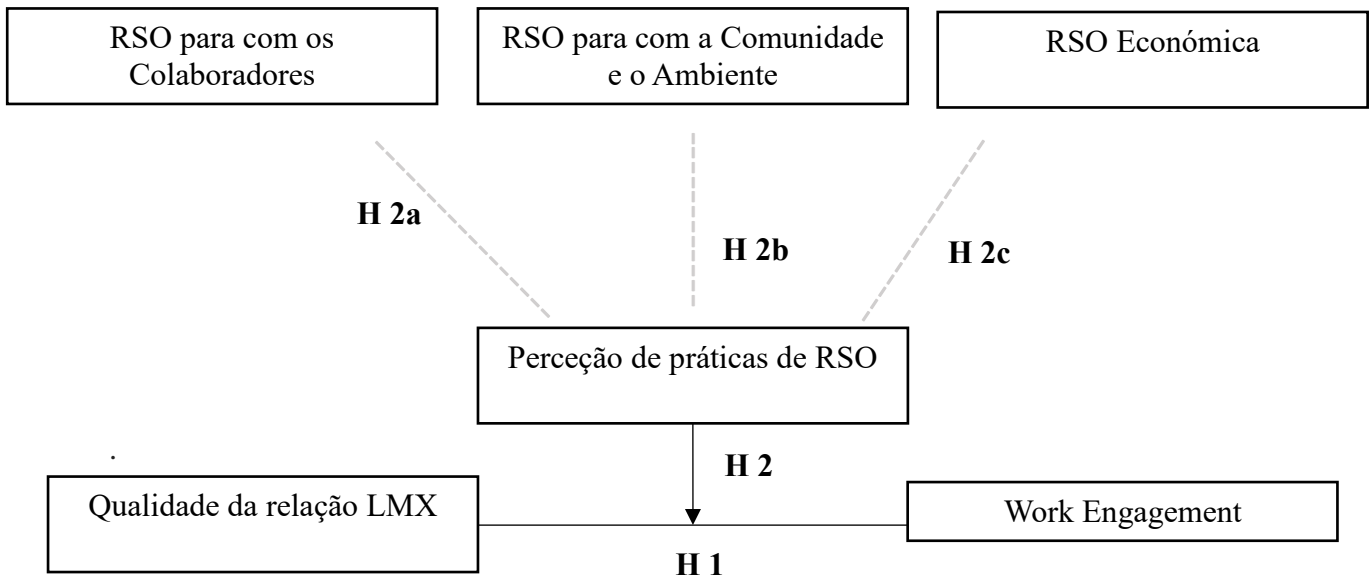 RSO para com os
Colaboradores
RSO para com a Comunidade
e o Ambiente
RSO Económica
H 2a
H 2b
H 2c
Perceção de práticas de RSO
.
H 2
Qualidade da relação LMX
Work Engagement
H 1